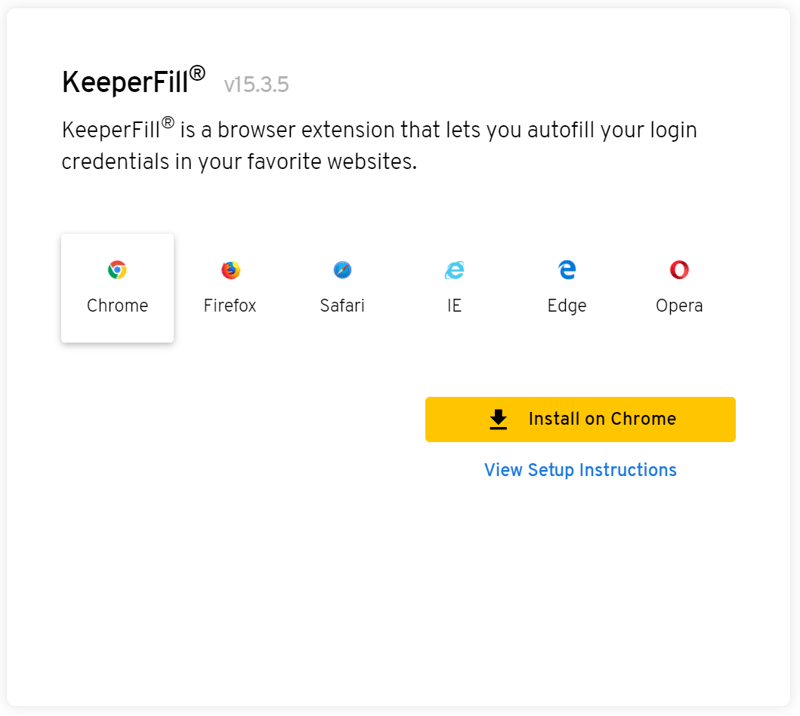 KeeperFill® v15.3.5
KeeperFill® is a browser extension that lets you autofill your login
credentials in your favorite websites.
Chrome Firefox Safari IE Edge Opera
Install on Chrome
View Setup Instructions